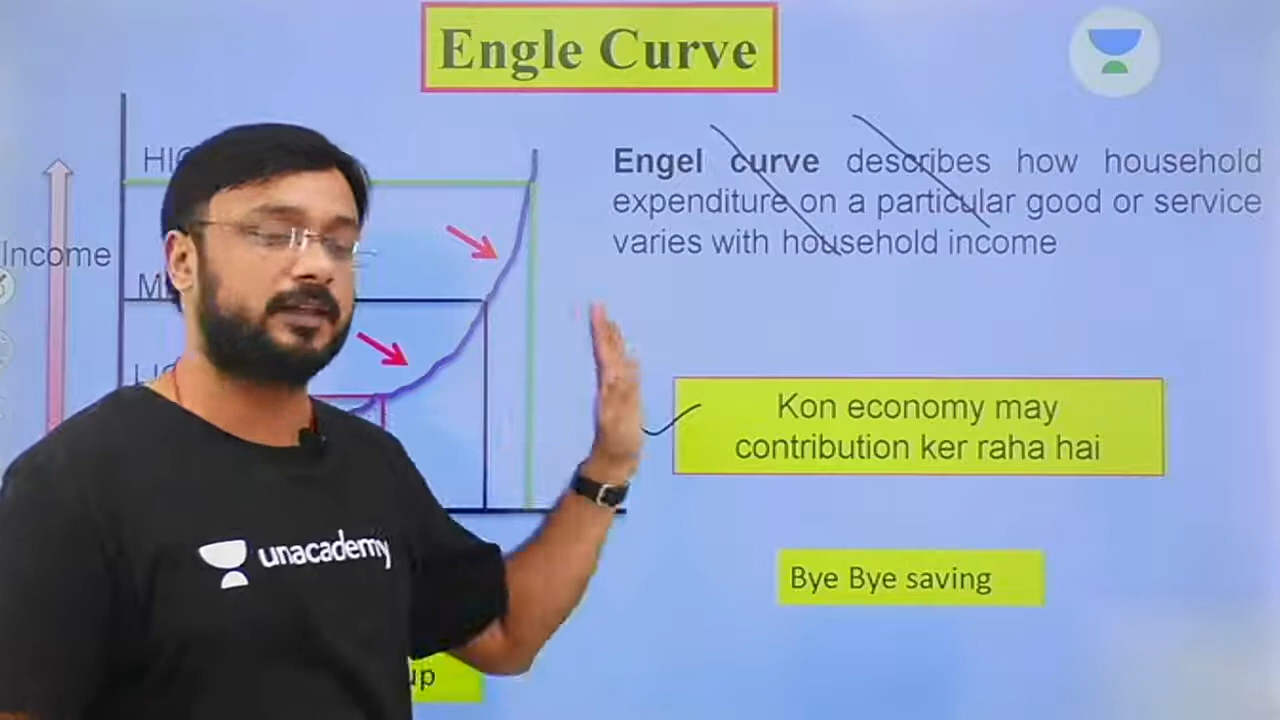 Engle Curve
Engel curve describes how household
expenditure on a particular good or service
varies with household income
Income
Kon economy may
contribution ker raha hai
unacademy
Bye Bye saving